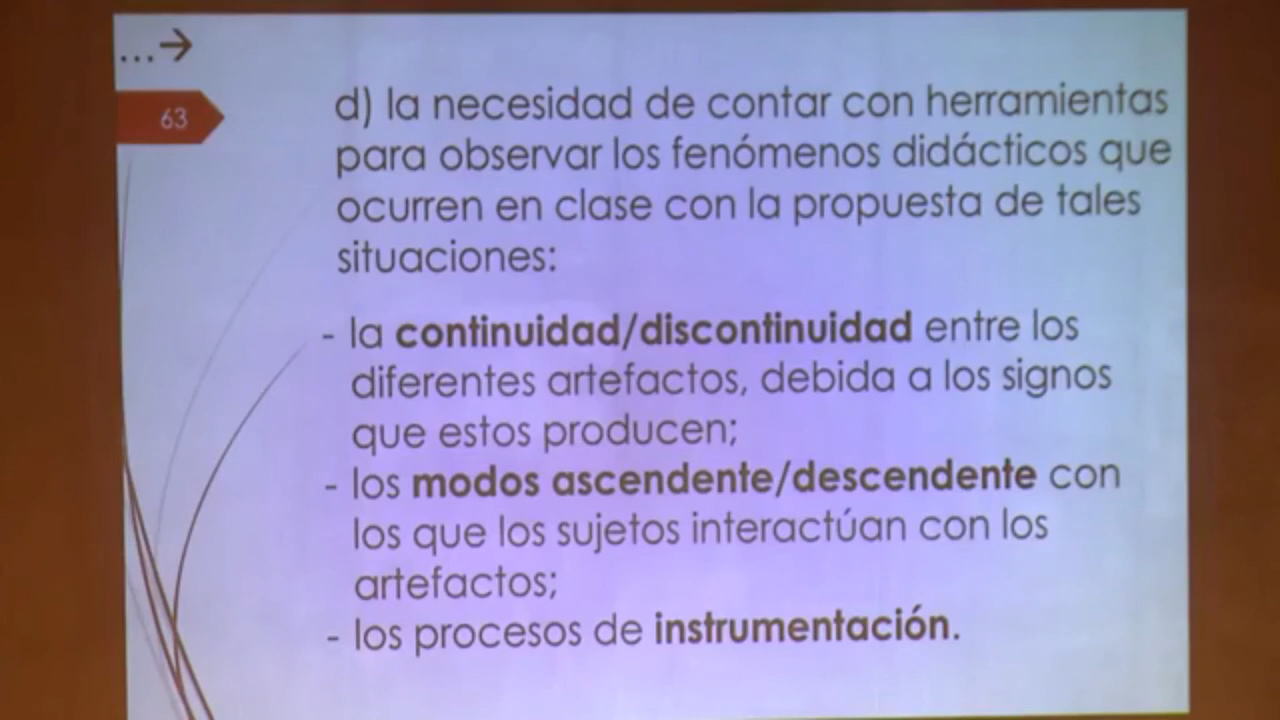 ...→
63
d) la necesidad de contar con herramientas
para observar los fenómenos didácticos que
ocurren en clase con la propuesta de tales
situaciones:
- la continuidad/discontinuidad entre los
diferentes artefactos, debida a los signos
que estos producen;
- los modos ascendente/descendente con
los que los sujetos interactúan con los
artefactos;
- los procesos de instrumentación.